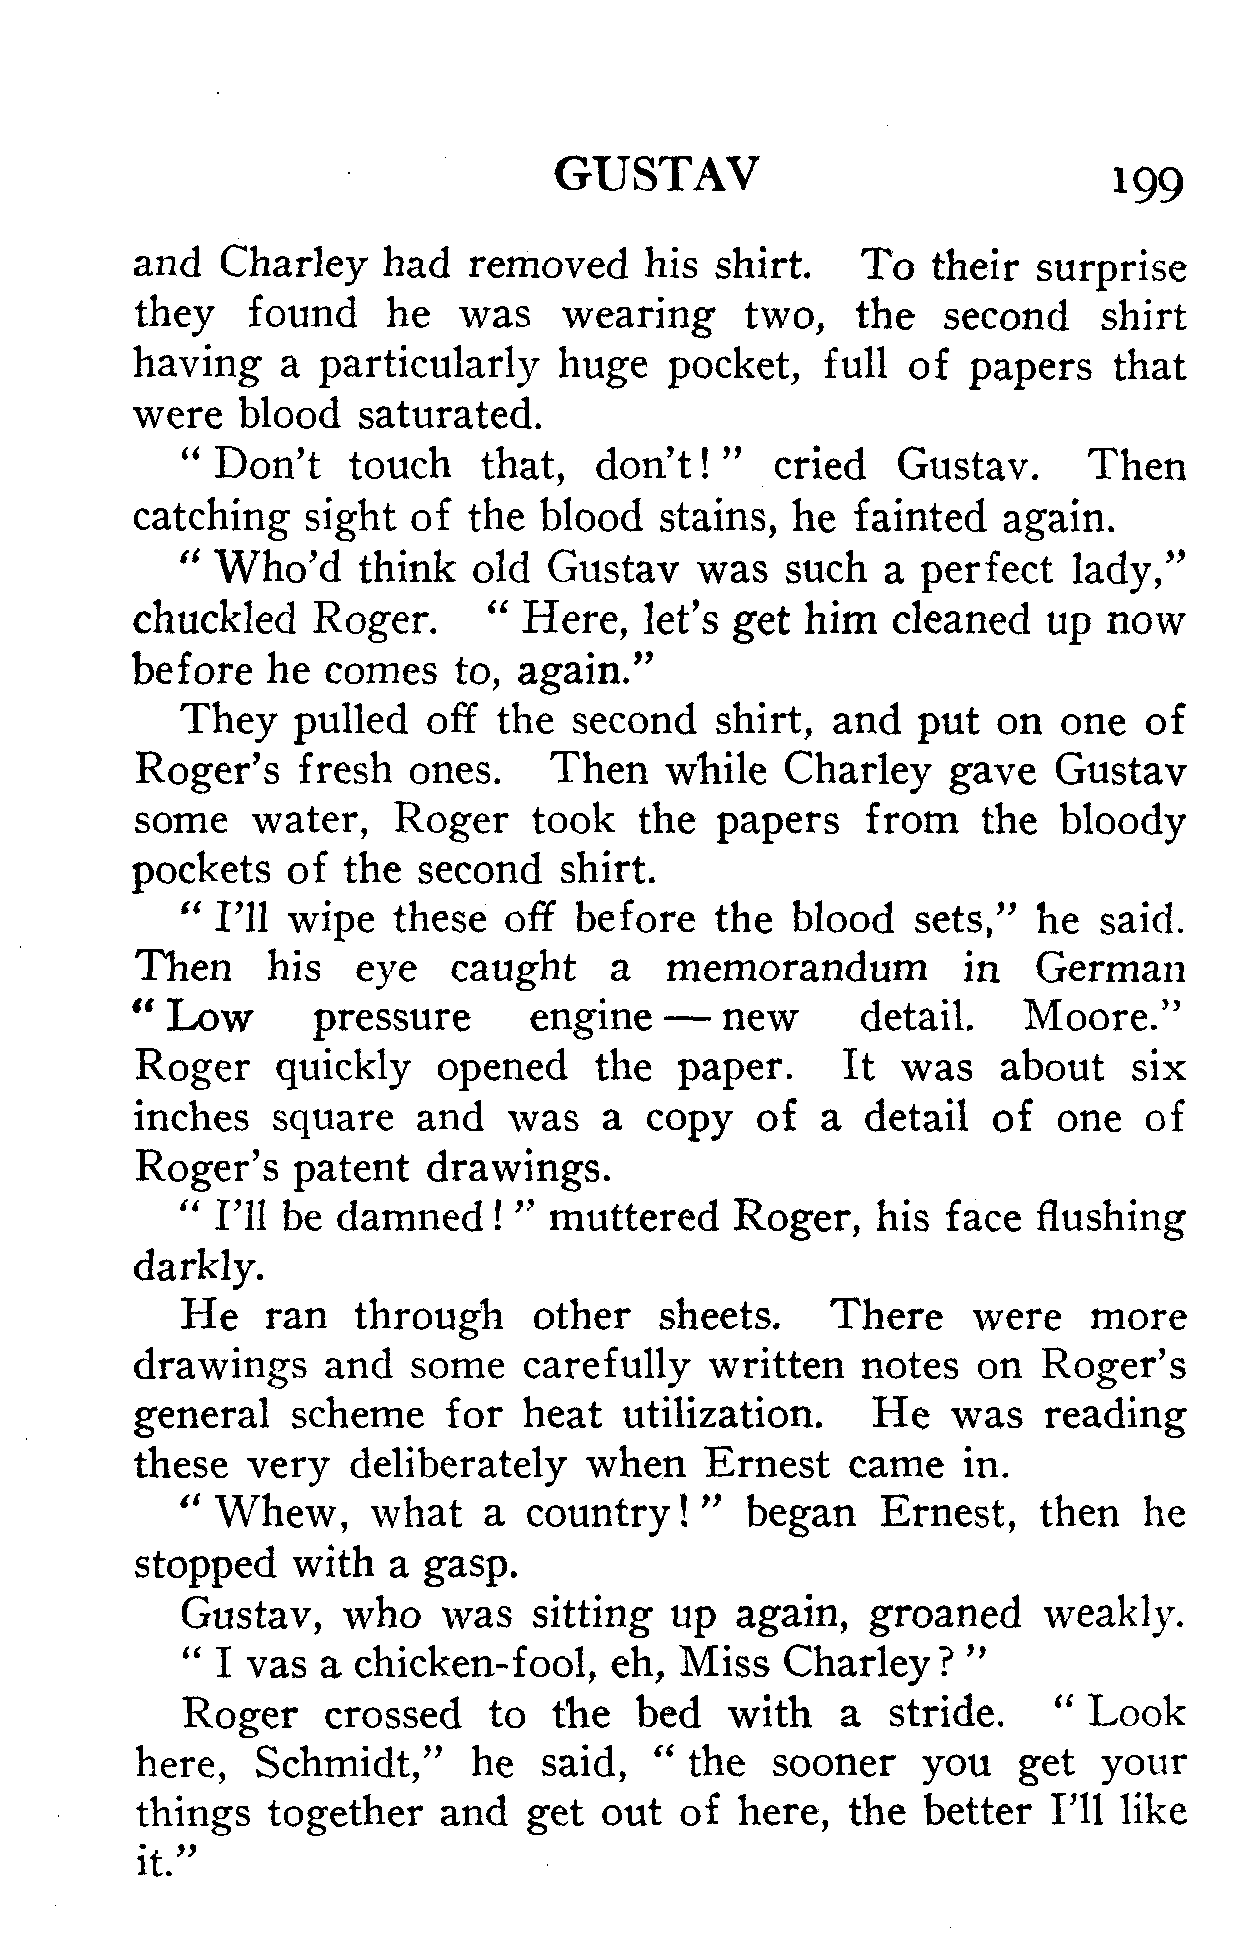 GUSTAV 199
and Charley had removed his shirt. To their surprise
they found he was wearing two, the second shirt
having a particularly huge pocket, full of papers that
were blood saturated.
" Don't touch that, don't! " cried Gustav. Then
catching sight of the blood stains, he fainted again.
" Who'd think old Gustav was such a perfect lady,"
chuckled Roger. " Here, let's get him cleaned up now
before he comes to, again."
They pulled off the second shirt, and put on one of
Roger's fresh ones. Then while Charley gave Gustav
some water, Roger took the papers from the bloody
pockets of the second shirt.
" I'll wipe these off before the blood sets," he said.
Then his eye caught a memorandum in German
" Low pressure engine — new detail. Moore."
Roger quickly opened the paper. It was about six
inches square and was a copy of a detail of one of
Roger's patent drawings.
" I'll be damned! " muttered Roger, his face flushing
darkly.
He ran through other sheets. There were more
drawings and some carefully written notes on Roger's
general scheme for heat utilization. He was reading
these very deliberately when Ernest came in.
" Whew, what a country! " began Ernest, then he
stopped with a gasp.
Gustav, who was sitting up again, groaned weakly.
" I vas a chicken-fool, eh, Miss Charley? "
Roger crossed to the bed with a stride. " Look
here, Schmidt," he said, " the sooner you get your
things together and get out of here, the better I'll like
it."